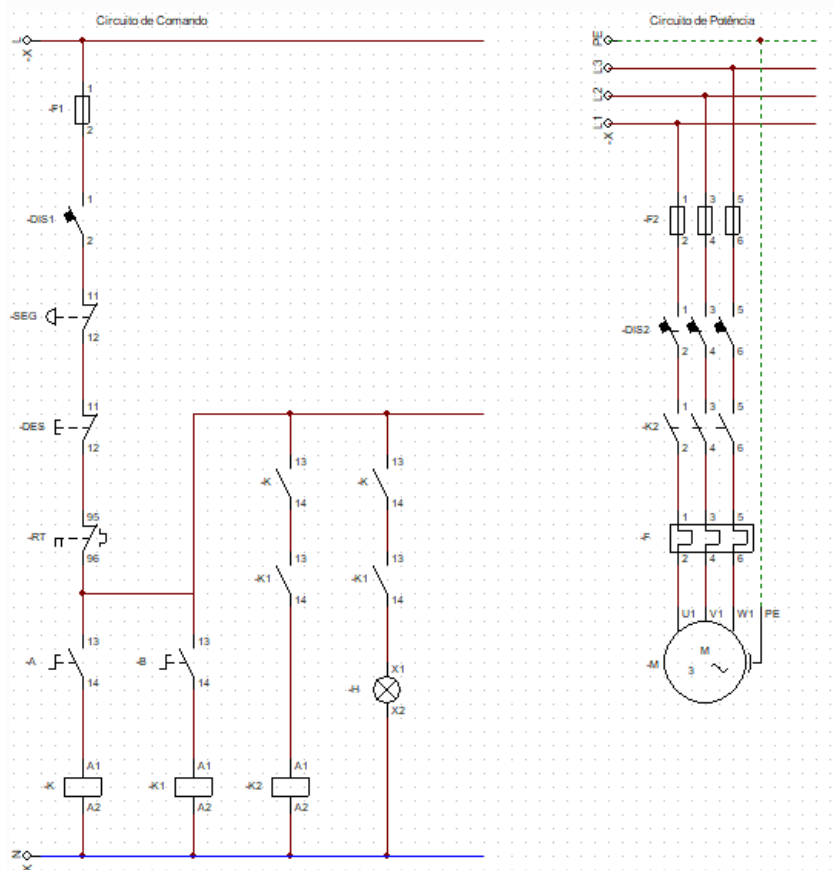 Circuito de Comando
L
-X
1
-F1
2
1
-DIS1
2
11
-SEG
12
11
-DES
12
95
-RT
96
13
-A
14
13
-B
14
13
-K
14
13
-K
14
13
-K1
14
13
-K1
14
X1
-H
X2
A1
-K
A2
A1
-K1
A2
A1
-K2
A2
N
-X
Circuito de Potência
PE
L3
L2
L1
-X
1 3 5
-F2
2 4 6
1 3 5
-DIS2
2 4 6
1 3 5
-K2
2 4 6
1 3 5
-F
2 4 6
U1 V1 W1 PE
-M
M
3